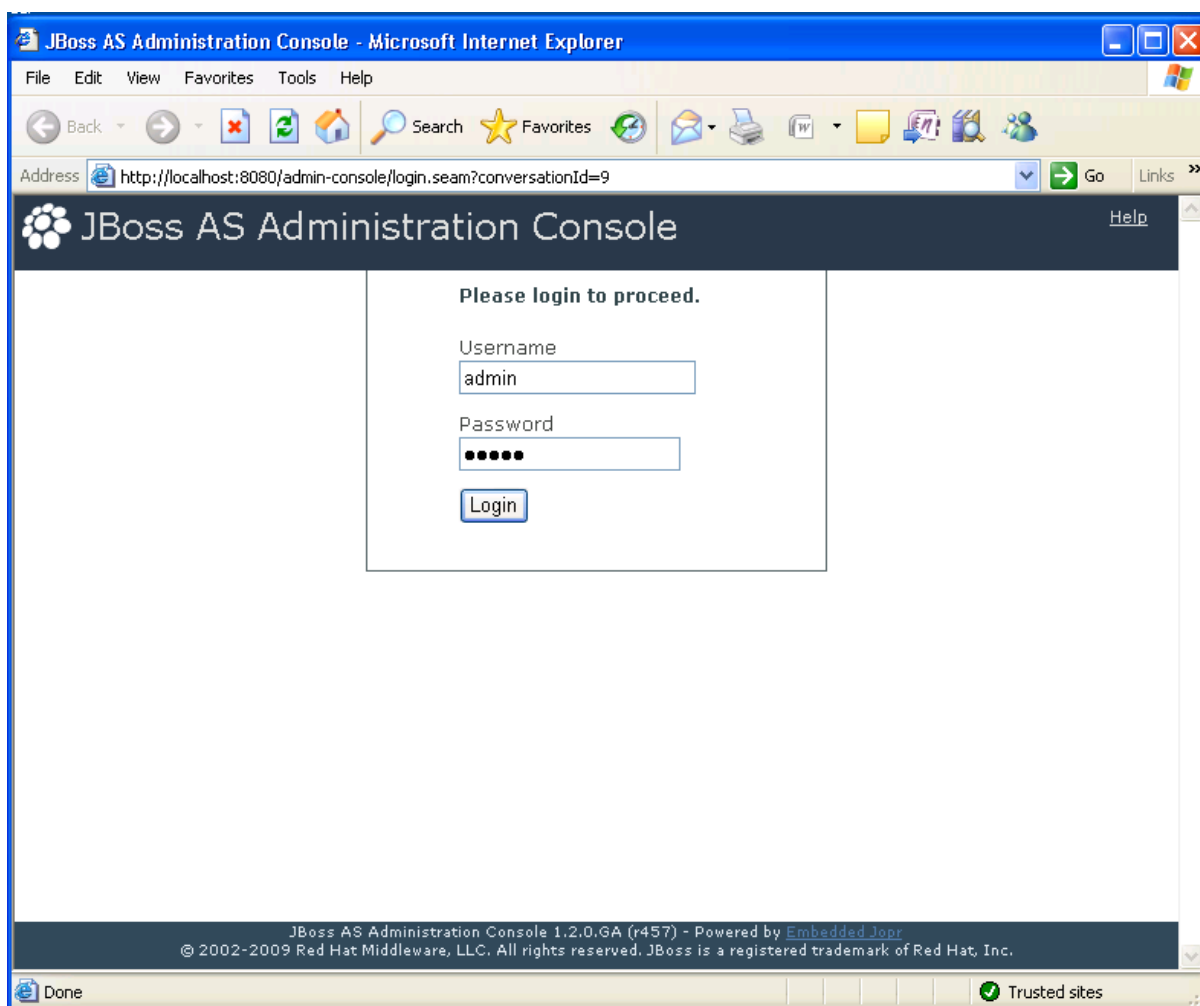 JBoss AS Administration Console - Microsoft Internet Explorer
File Edit View Favorites Tools Help
Back Search Favorites
Address http://localhost:8080/admin-console/login.seam?conversationId=9 Go Links »
JBoss AS Administration Console Help
Please login to proceed.
Username
admin
Password
●●●●●
Login
JBoss AS Administration Console 1.2.0.GA (r457) - Powered by Embedded Jopr
© 2002-2009 Red Hat Middleware, LLC. All rights reserved. JBoss is a registered trademark of Red Hat, Inc.
Done Trusted sites